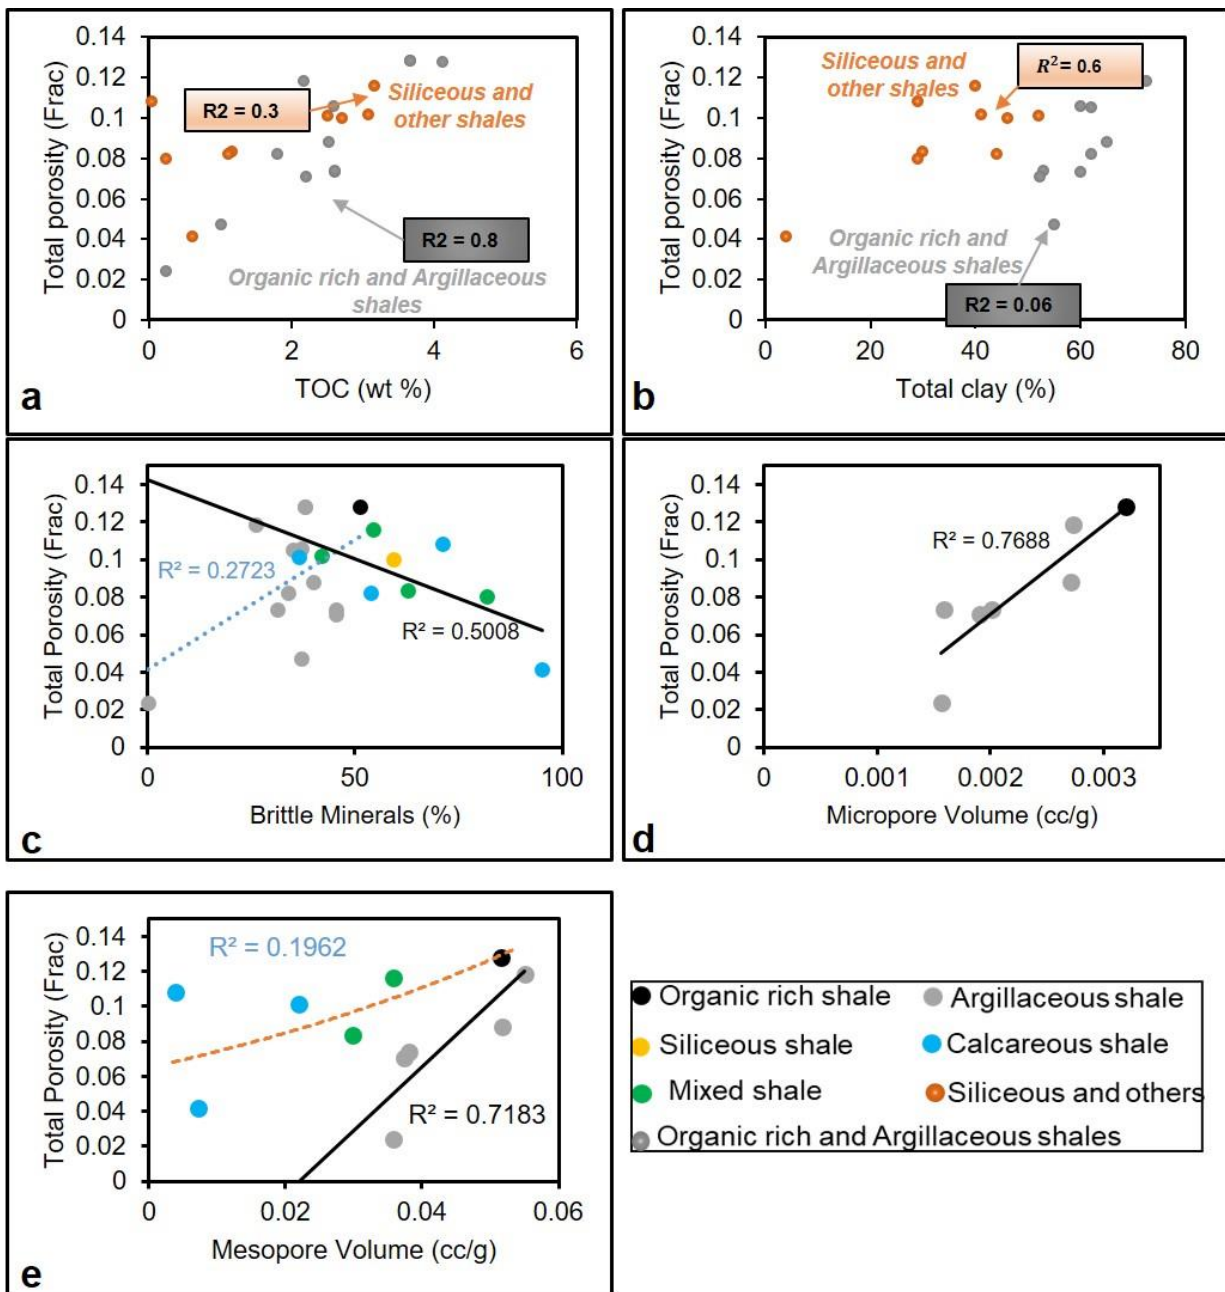 0.14
0.12
0.1
0.08
0.06
0.04
0.02
0
Total porosity (Frac)
R2 = 0.3
Siliceous and
other shales
R2 = 0.8
Organic rich and Argillaceous
shales
0 2 4 6
TOC (wt %)
a
0.14
0.12
0.1
0.08
0.06
0.04
0.02
0
Total porosity (Frac)
Siliceous and
other shales
R²= 0.6
Organic rich and
Argillaceous shales
R2 = 0.06
0 20 40 60 80
Total clay (%)
b
0.14
0.12
0.1
0.08
0.06
0.04
0.02
0
Total Porosity (Frac)
R² = 0.2723
R² = 0.5008
0 50 100
Brittle Minerals (%)
c
0.14
0.12
0.1
0.08
0.06
0.04
0.02
0
Total Porosity (Frac)
R² = 0.7688
0 0.001 0.002 0.003
Micropore Volume (cc/g)
d
0.14
0.12
0.1
0.08
0.06
0.04
0.02
0
Total Porosity (Frac)
R² = 0.1962
R² = 0.7183
0 0.02 0.04 0.06
Mesopore Volume (cc/g)
e
Organic rich shale Argillaceous shale
Siliceous shale Calcareous shale
Mixed shale Siliceous and others
Organic rich and Argillaceous shales